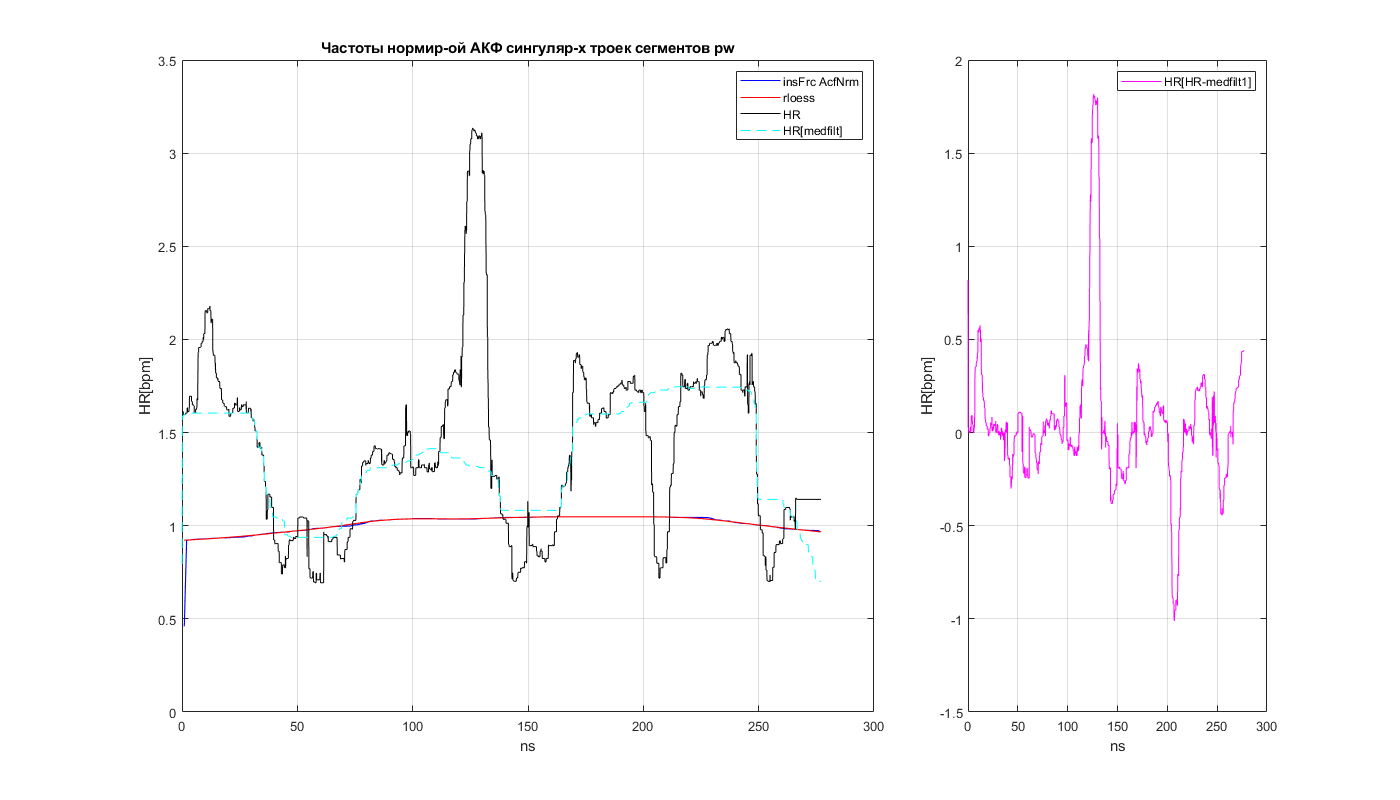 Частоты нормир-ой АКФ сингуляр-х троек сегментов pw
3.5
3
2.5
2
1.5
1
0.5
0
HR[bpm]
0 50 100 150 200 250 300
ns
insFrc AcfNrm
rloess
HR
HR[medfilt]
2
1.5
1
0.5
0
-0.5
-1
-1.5
HR[bpm]
0 50 100 150 200 250 300
ns
HR[HR-medfilt1]